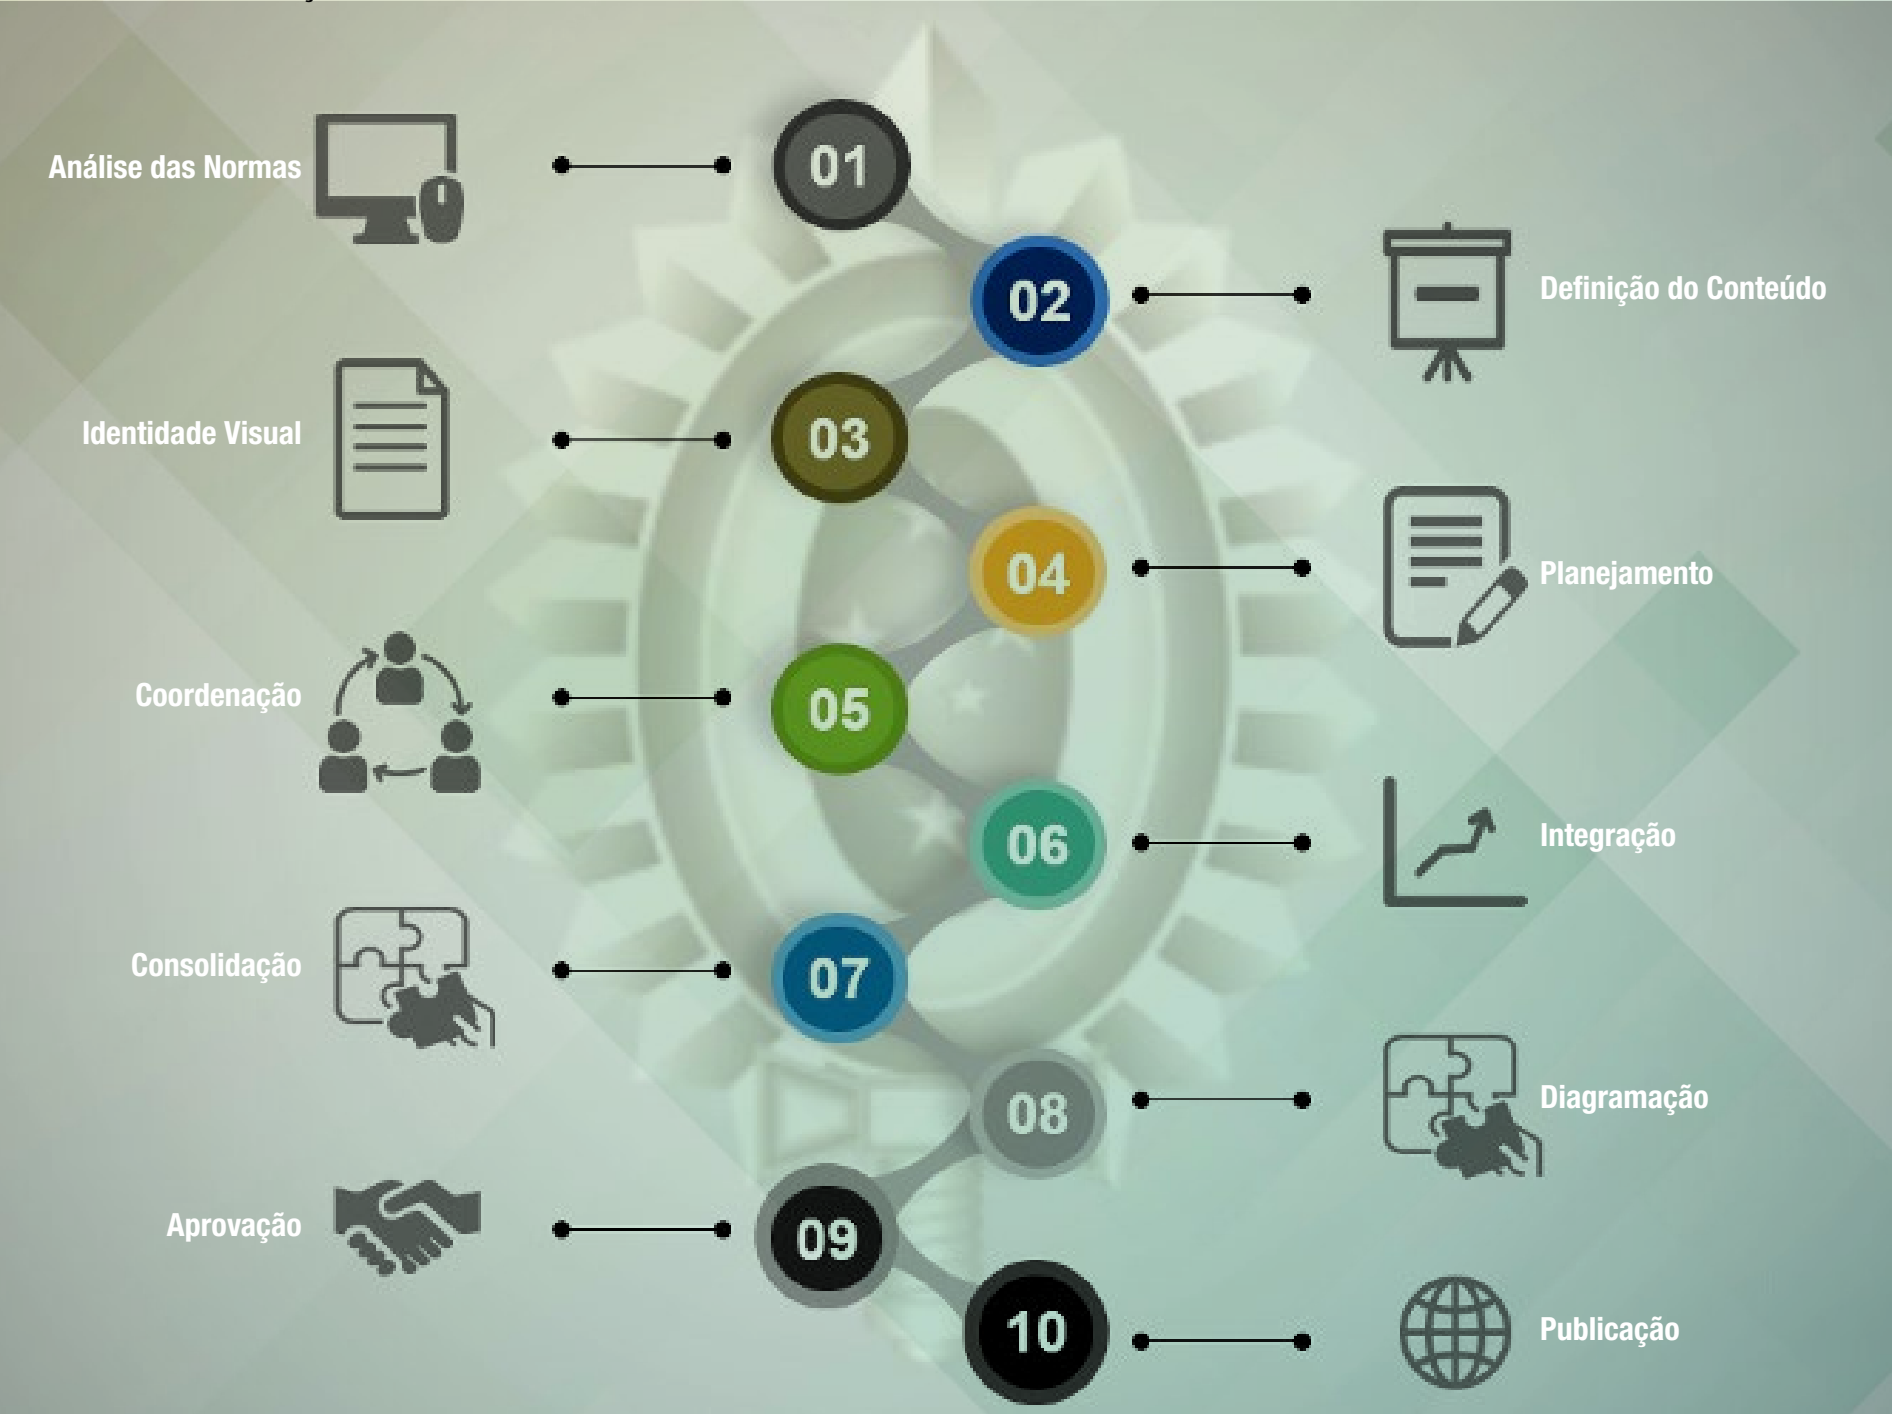 Análise das Normas
01
02
Definição do Conteúdo
Identidade Visual
03
04
Planejamento
Coordenação
05
06
Integração
Consolidação
07
08
Diagramação
Aprovação
09
10
Publicação